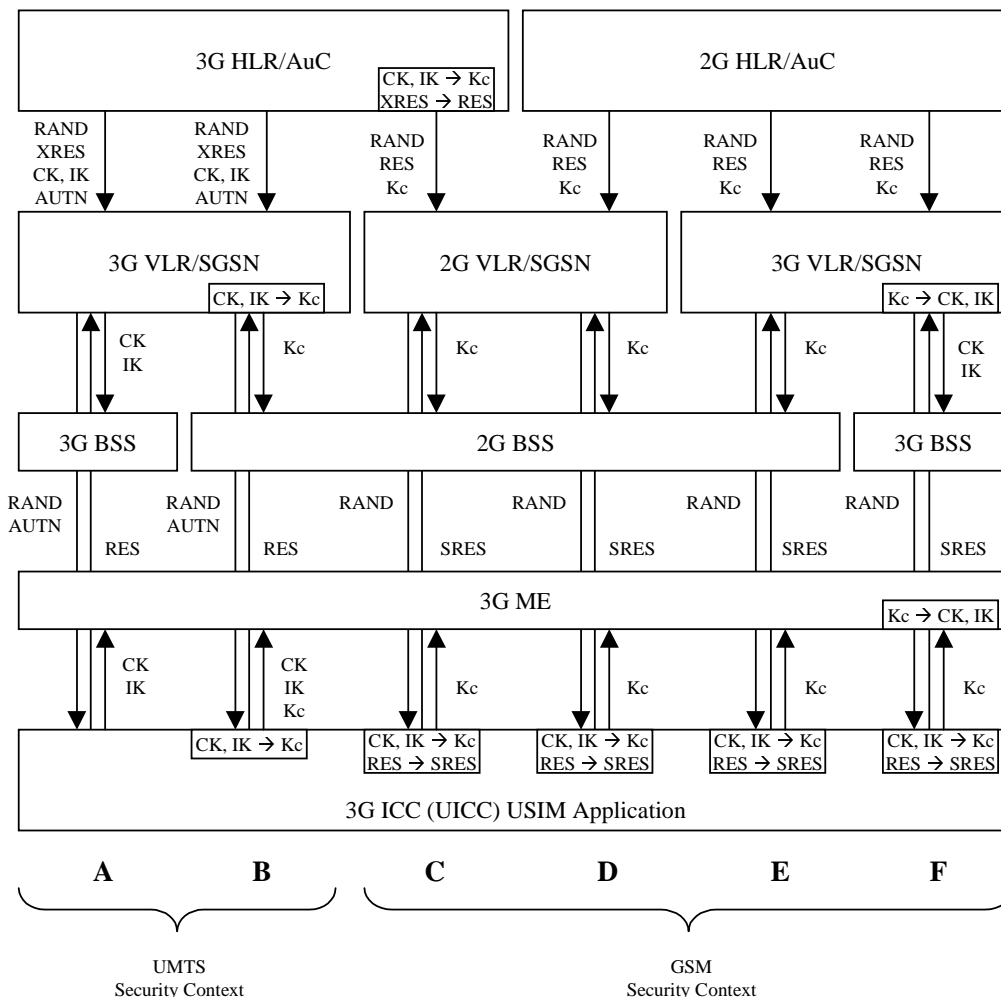 3G HLR/AuC
2G HLR/AuC
CK, IK → Kc
XRES → RES
RAND
XRES
CK, IK
AUTN
RAND
XRES
CK, IK
AUTN
RAND
RES
Kc
RAND
RES
Kc
RAND
RES
Kc
RAND
RES
Kc
3G VLR/SGSN
2G VLR/SGSN
3G VLR/SGSN
CK, IK → Kc
Kc → CK, IK
CK
IK
Kc
Kc
Kc
Kc
CK
IK
3G BSS
2G BSS
3G BSS
RAND
AUTN
RAND
AUTN
RAND
RAND
RAND
RAND
RES
RES
SRES
SRES
SRES
SRES
3G ME
Kc → CK, IK
CK
IK
CK
IK
Kc
Kc
Kc
Kc
Kc
CK, IK → Kc
CK, IK → Kc
RES → SRES
CK, IK → Kc
RES → SRES
CK, IK → Kc
RES → SRES
CK, IK → Kc
RES → SRES
3G ICC (UICC) USIM Application
A B C D E F
UMTS
Security Context
GSM
Security Context